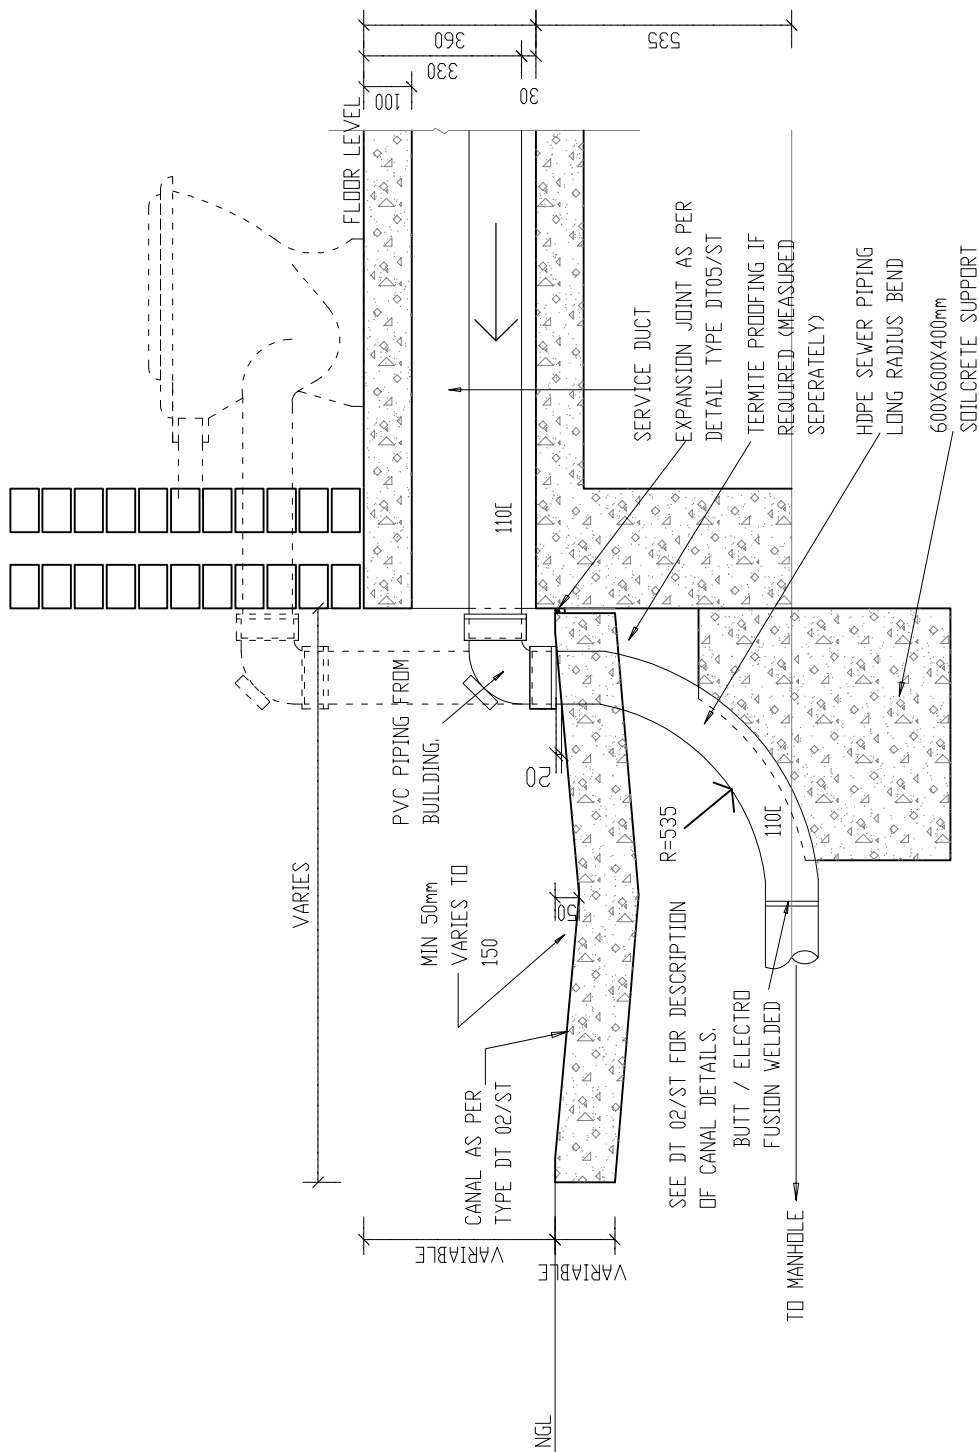 FLOOR LEVEL
100
330
360
30
535
SERVICE DUCT
EXPANSION JOINT AS PER
DETAIL TYPE DT05/ST
TERMITE PROOFING IF
REQUIRED (MEASURED
SEPERATELY)
HDPE SEWER PIPING
LONG RADIUS BEND
600X600X400mm
SOILCRETE SUPPORT
110
PVC PIPING FROM
BUILDING.
20
R=535
110
VARIES
MIN 50mm
VARIES TO
150
50
CANAL AS PER
TYPE DT 02/ST
SEE DT 02/ST FOR DESCRIPTION
OF CANAL DETAILS.
BUTT / ELECTRO
FUSION WELDED
VARIABLE
VARIABLE
TO MANHOLE
NGL